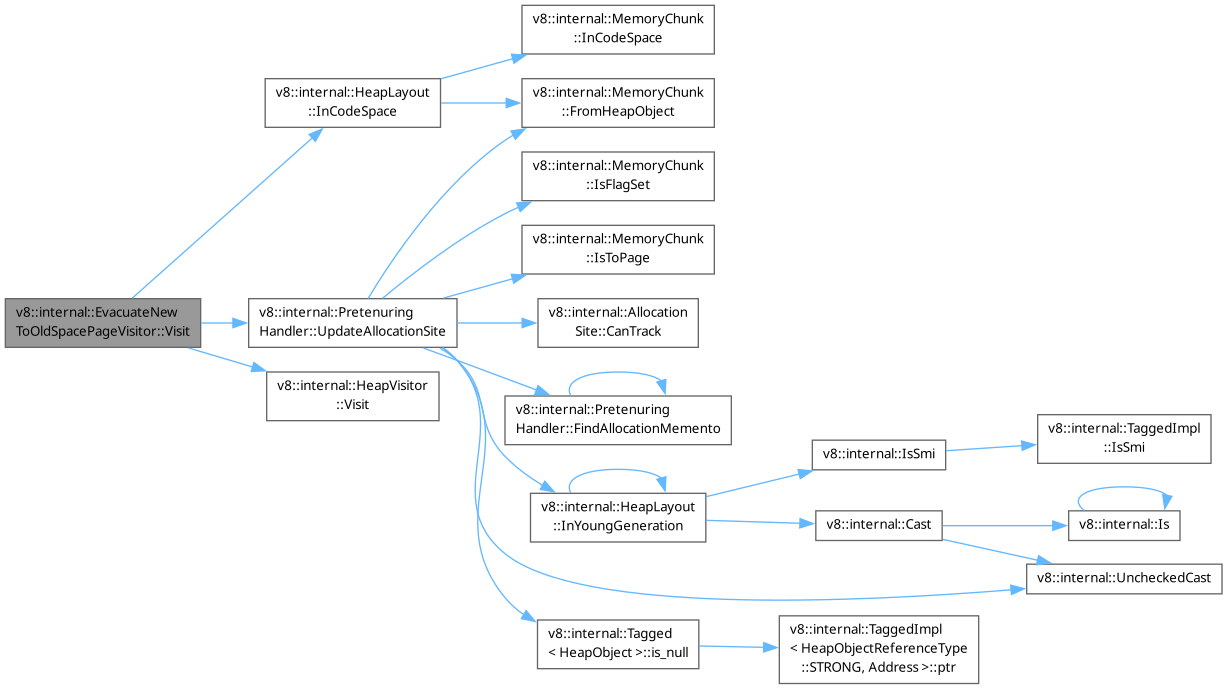 v8::internal::MemoryChunk
::InCodeSpace
v8::internal::HeapLayout
::InCodeSpace
v8::internal::MemoryChunk
::FromHeapObject
v8::internal::MemoryChunk
::IsFlagSet
v8::internal::MemoryChunk
::IsToPage
v8::internal::EvacuateNew
ToOldSpacePageVisitor::Visit
v8::internal::Pretenuring
Handler::UpdateAllocationSite
v8::internal::Allocation
Site::CanTrack
v8::internal::HeapVisitor
::Visit
v8::internal::Pretenuring
Handler::FindAllocationMemento
v8::internal::IsSmi
v8::internal::TaggedImpl
::IsSmi
v8::internal::HeapLayout
::InYoungGeneration
v8::internal::Cast
v8::internal::Is
v8::internal::UncheckedCast
v8::internal::Tagged
< HeapObject >::is_null
v8::internal::TaggedImpl
< HeapObjectReferenceType
::STRONG, Address >::ptr